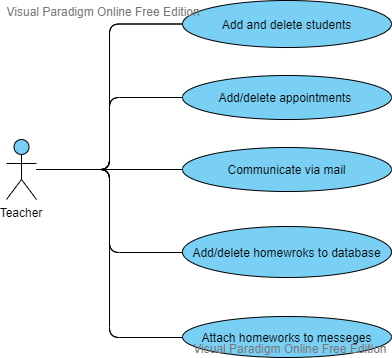 Visual Paradigm Online Free Edition
Add and delete students
Add/delete appointments
Communicate via mail
Teacher
Add/delete homewroks to database
Attach homeworks to messeges
Visual Paradigm Online Free Edition